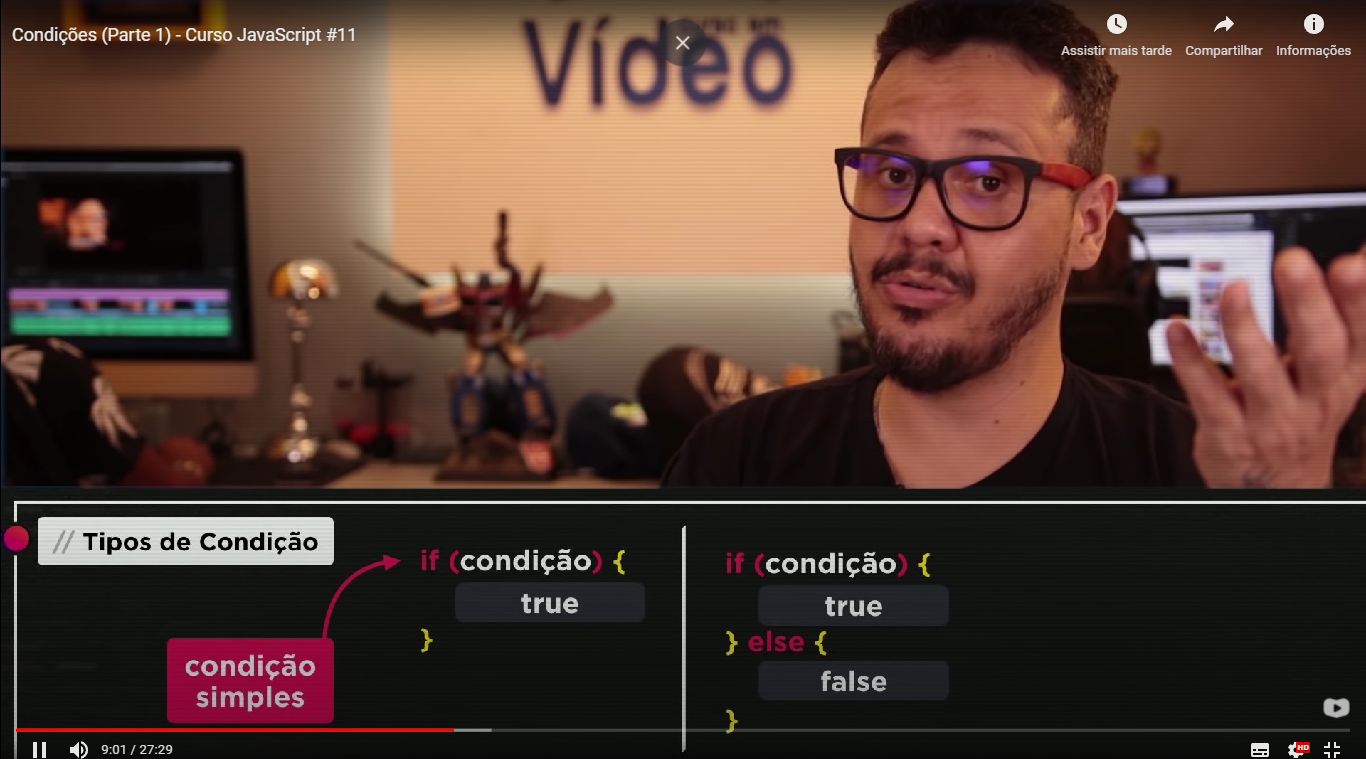 Condições (Parte 1) - Curso JavaScript #11
Assistir mais tarde
Compartilhar
Informações
Vídeo
// Tipos de Condição
condição
simples
if (condição) {
true
}
if (condição) {
true
} else {
false
}
9:01 / 27:29
HD